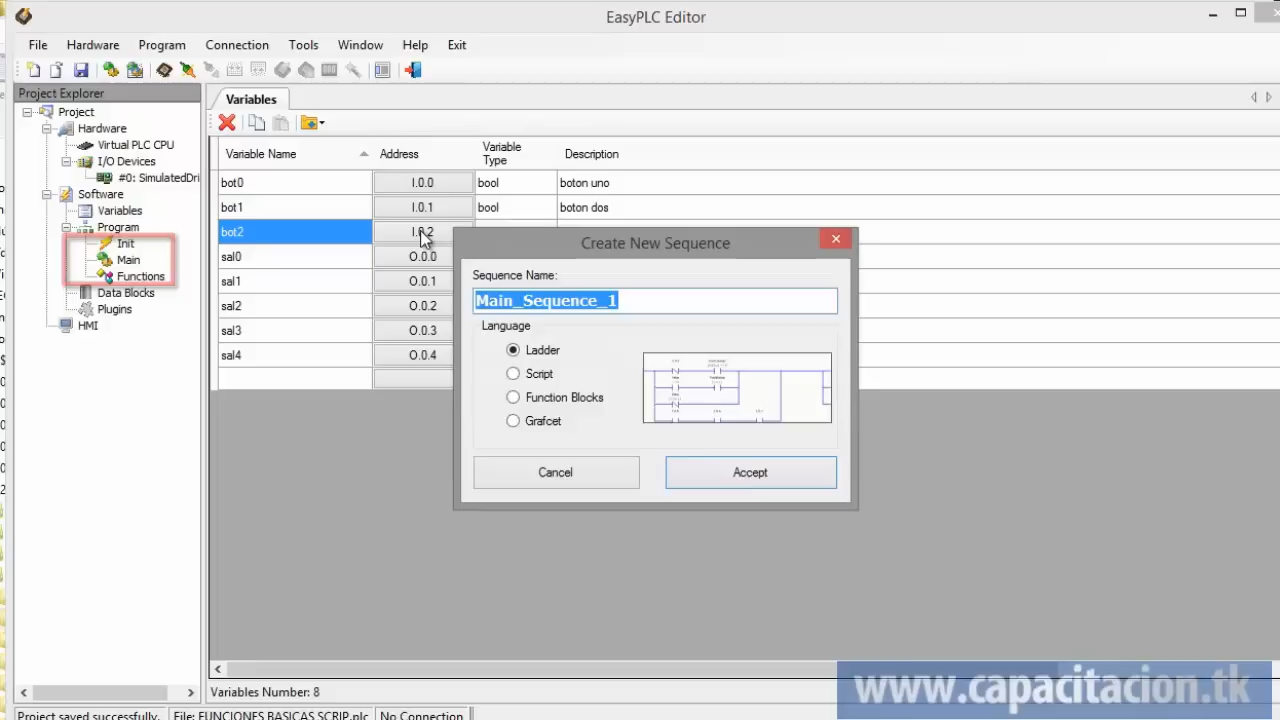 EasyPLC Editor
File Hardware Program Connection Tools Window Help Exit
Project Explorer
Project
Hardware
Virtual PLC CPU
I/O Devices
#0: SimulatedDri
Software
Variables
Program
Init
Main
Functions
Data Blocks
Plugins
HMI
Variables
Variable Name Address Variable Type Description
bot0 I.0.0 bool boton uno
bot1 I.0.1 bool boton dos
bot2 I.0.2
sal0 O.0.0
sal1 O.0.1
sal2 O.0.2
sal3 O.0.3
sal4 O.0.4
Create New Sequence
Sequence Name:
Main_Sequence_1
Language
Ladder
Script
Function Blocks
Grafcet
Cancel Accept
Variables Number: 8
www.capacitacion.tk
Project saved successfully. File: FUNCIONES BASICAS SCRIP.plc No Connection